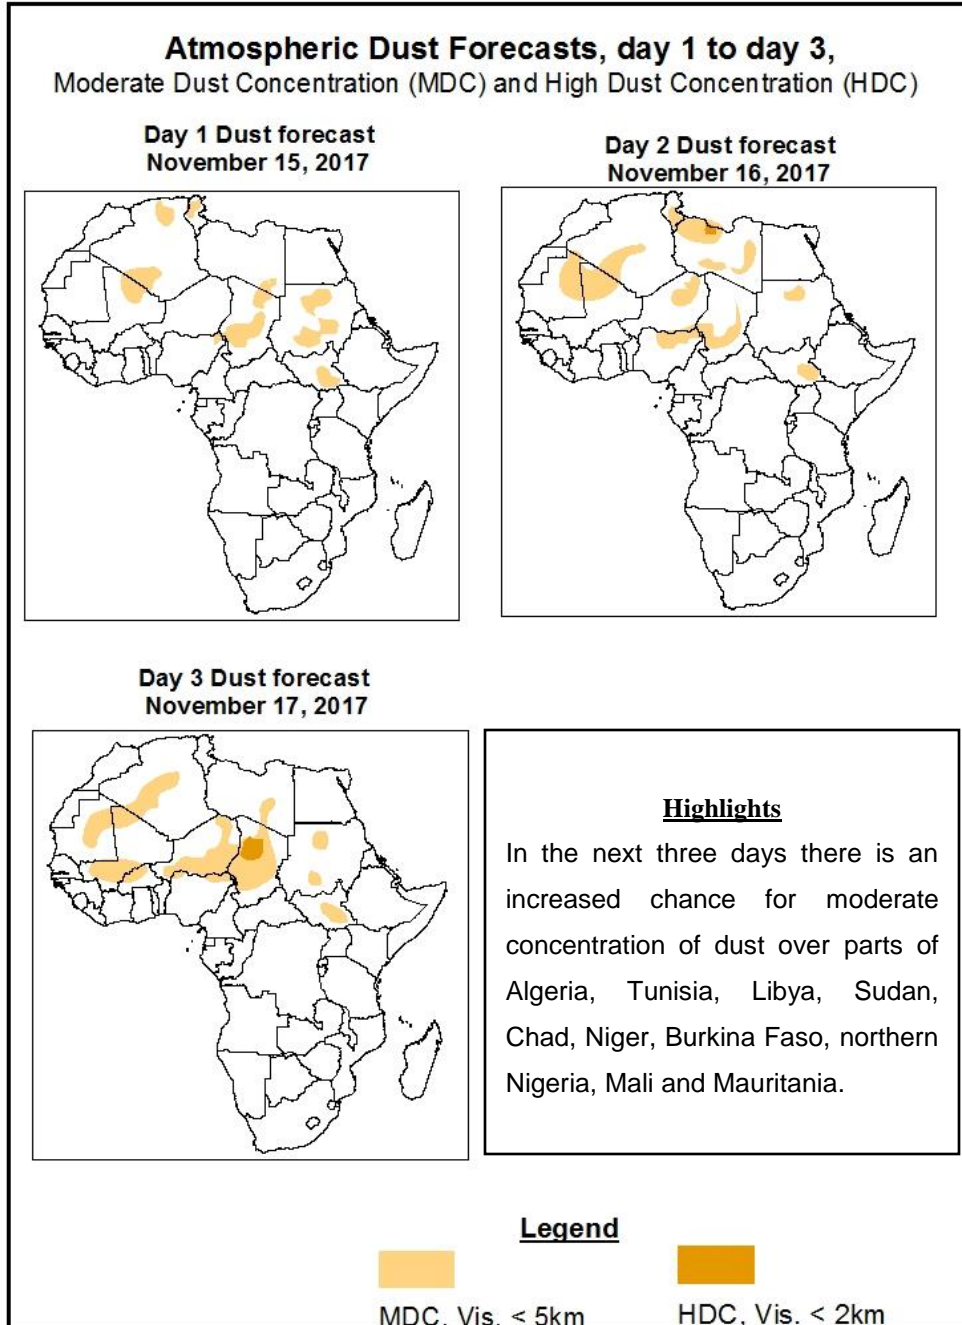 Atmospheric Dust Forecasts, day 1 to day 3,
Moderate Dust Concentration (MDC) and High Dust Concentration (HDC)
Day 1 Dust forecast
November 15, 2017
Day 2 Dust forecast
November 16, 2017
Day 3 Dust forecast
November 17, 2017
Highlights
In the next three days there is an
increased chance for moderate
concentration of dust over parts of
Algeria, Tunisia, Libya, Sudan,
Chad, Niger, Burkina Faso, northern
Nigeria, Mali and Mauritania.
Legend
MDC, Vis. < 5km
HDC, Vis. < 2km